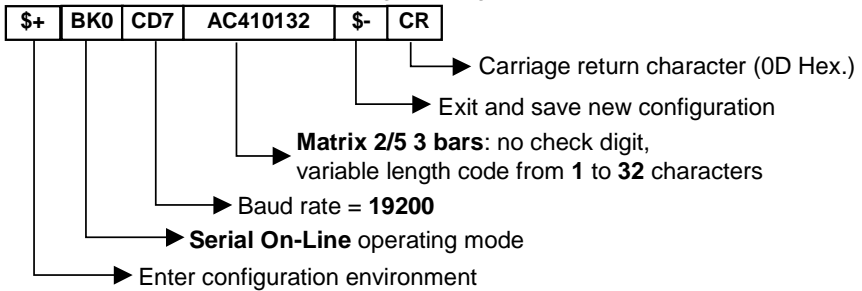 $+ BK0 CD7 AC410132 $- CR
Carriage return character (0D Hex.)
Exit and save new configuration
Matrix 2/5 3 bars: no check digit,
variable length code from 1 to 32 characters
Baud rate = 19200
Serial On-Line operating mode
Enter configuration environment